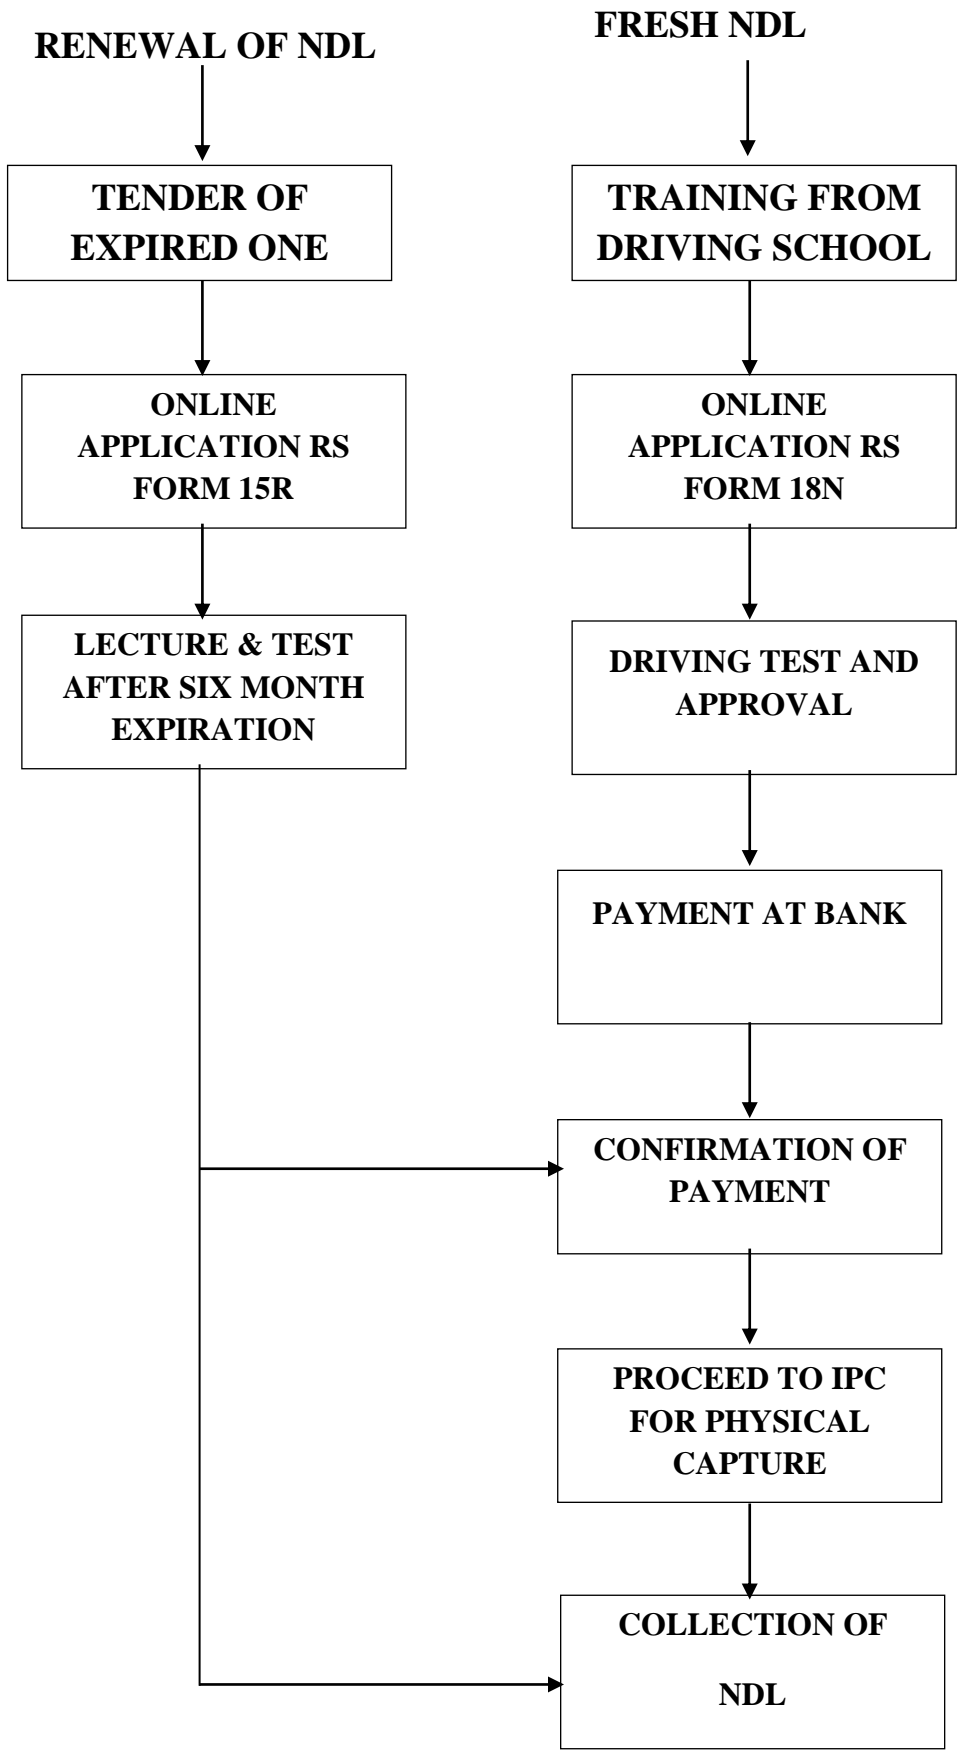 RENEWAL OF NDL
TENDER OF
EXPIRED ONE
ONLINE
APPLICATION RS
FORM 15R
LECTURE & TEST
AFTER SIX MONTH
EXPIRATION
FRESH NDL
TRAINING FROM
DRIVING SCHOOL
ONLINE
APPLICATION RS
FORM 18N
DRIVING TEST AND
APPROVAL
PAYMENT AT BANK
CONFIRMATION OF
PAYMENT
PROCEED TO IPC
FOR PHYSICAL
CAPTURE
COLLECTION OF
NDL